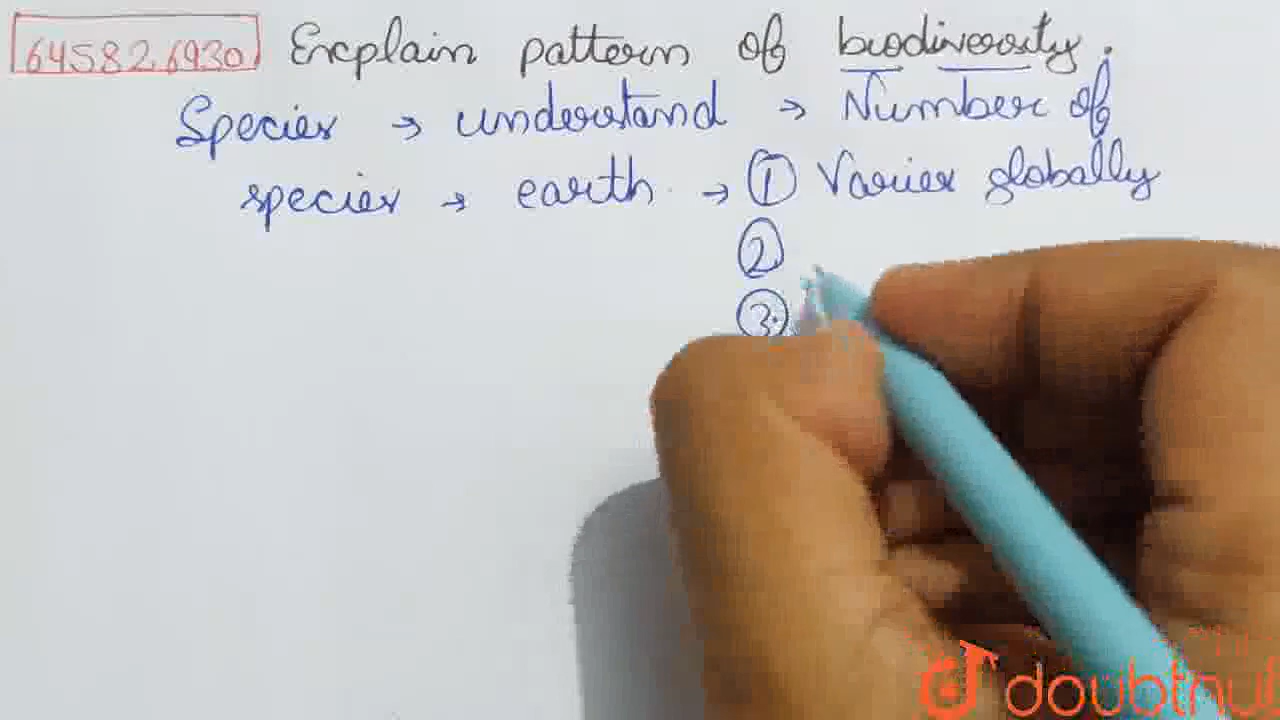 645826930 Explain pattern of biodiversity.
Species → understand → Number of
species → earth. → ① Varies globally
②
③.
doubtnut